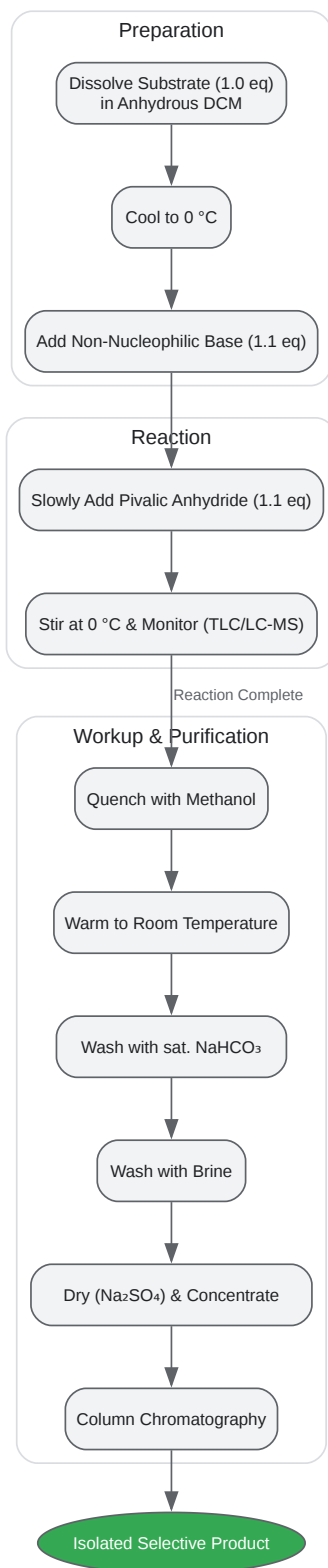 Preparation
Dissolve Substrate (1.0 eq)
in Anhydrous DCM
Cool to 0 °C
Add Non-Nucleophilic Base (1.1 eq)
Reaction
Slowly Add Pivalic Anhydride (1.1 eq)
Stir at 0 °C & Monitor (TLC/LC-MS)
Reaction Complete
Workup & Purification
Quench with Methanol
Warm to Room Temperature
Wash with sat. NaHCO₃
Wash with Brine
Dry (Na₂SO₄) & Concentrate
Column Chromatography
Isolated Selective Product